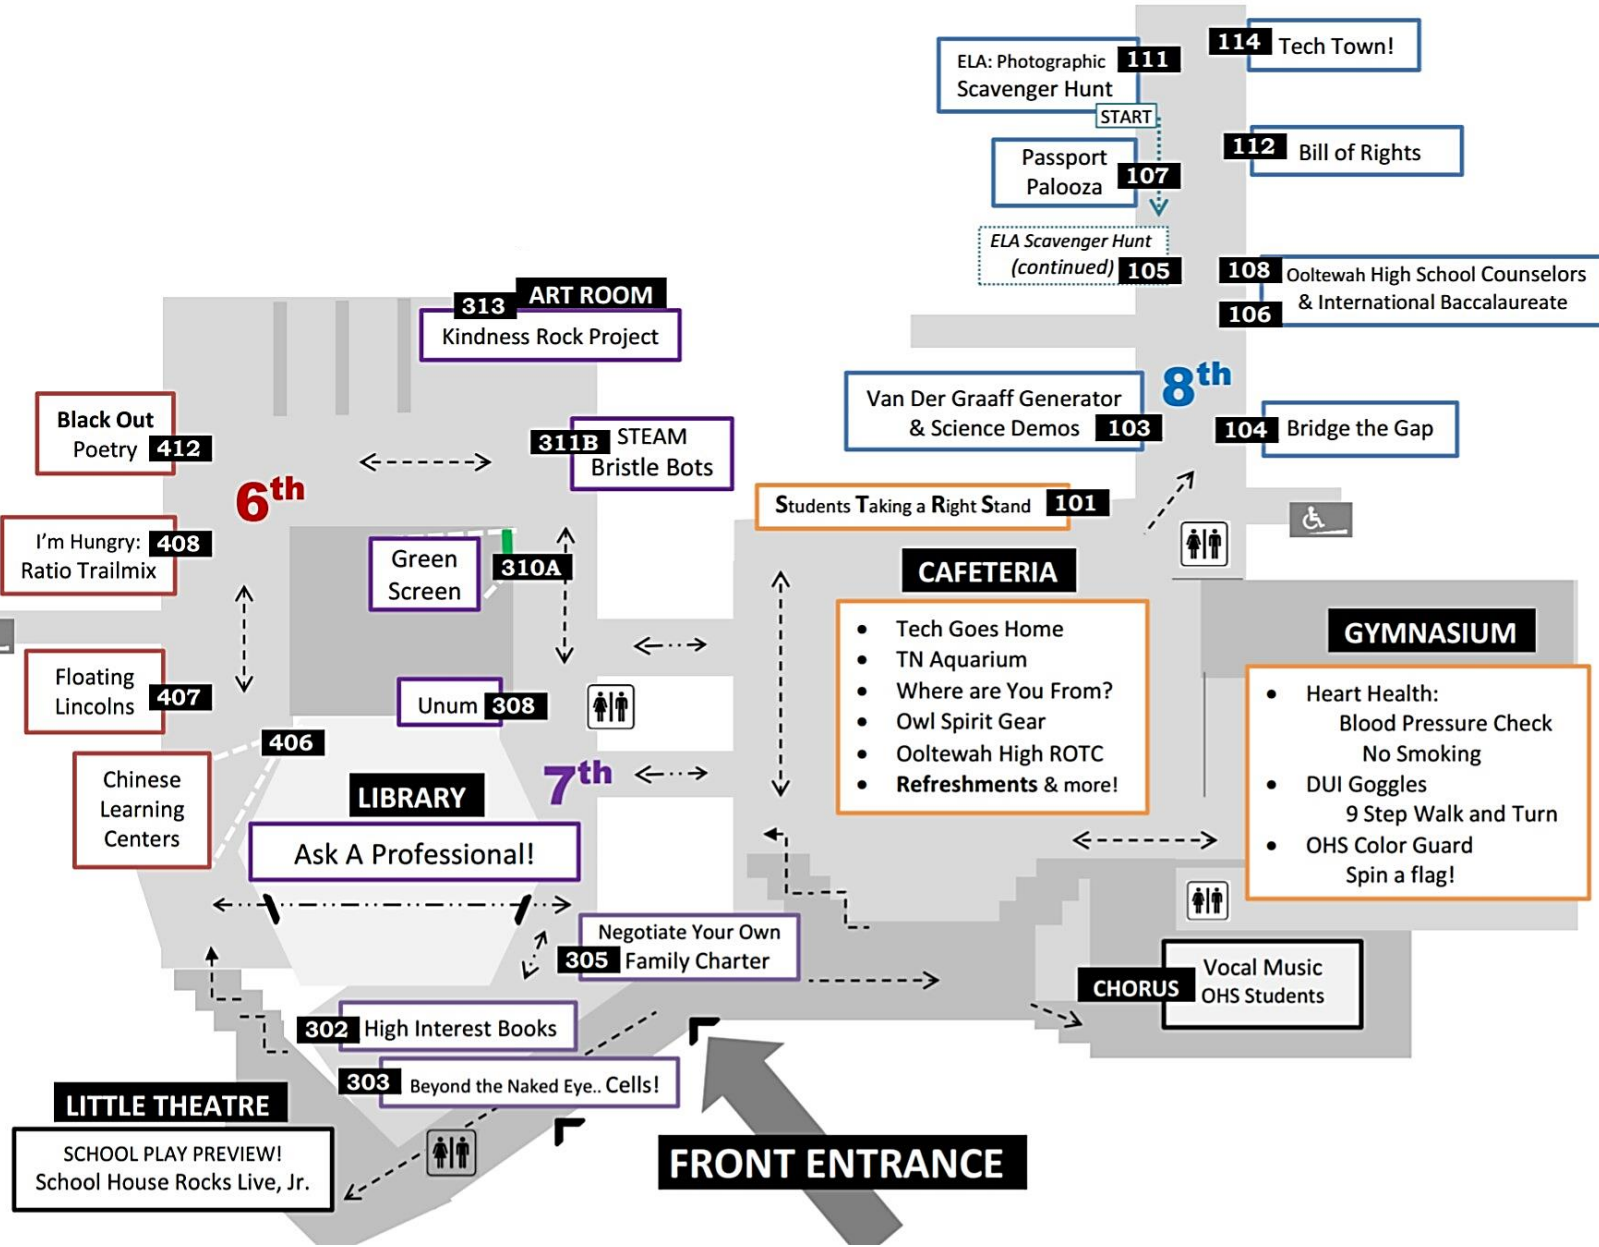 ELA: Photographic 111
Scavenger Hunt
START
114 Tech Town!
Passport
Palooza 107
112 Bill of Rights
ELA Scavenger Hunt
(continued) 105
108 Ooltewah High School Counselors
106 & International Baccalaureate
8th
Van Der Graaff Generator
& Science Demos 103
104 Bridge the Gap
313 ART ROOM
Kindness Rock Project
Black Out
Poetry 412
311B STEAM
Bristle Bots
6th
I'm Hungry: 408
Ratio Trailmix
Green
Screen
310A
Floating
Lincolns 407
Unum 308
406
Chinese
Learning
Centers
7th
LIBRARY
Ask A Professional!
Students Taking a Right Stand 101
CAFETERIA
• Tech Goes Home
• TN Aquarium
• Where are You From?
• Owl Spirit Gear
• Ooltewah High ROTC
• Refreshments & more!
GYMNASIUM
• Heart Health:
Blood Pressure Check
No Smoking
• DUI Goggles
9 Step Walk and Turn
• OHS Color Guard
Spin a flag!
Negotiate Your Own
305 Family Charter
CHORUS
Vocal Music
OHS Students
302 High Interest Books
303 Beyond the Naked Eye.. Cells!
LITTLE THEATRE
SCHOOL PLAY PREVIEW!
School House Rocks Live, Jr.
FRONT ENTRANCE